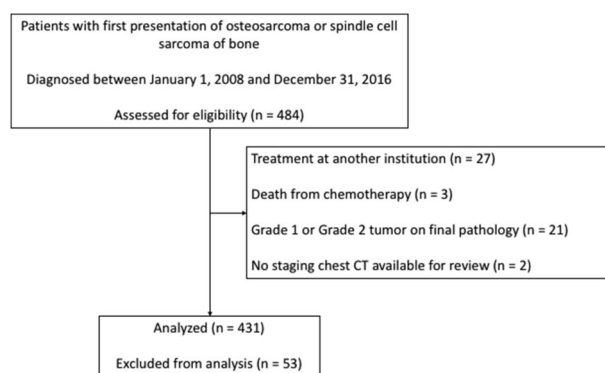 Patients with first presentation of osteosarcoma or spindle cell
sarcoma of bone
Diagnosed between January 1, 2008 and December 31, 2016
Assessed for eligibility (n = 484)
Treatment at another institution (n = 27)
Death from chemotherapy (n = 3)
Grade 1 or Grade 2 tumor on final pathology (n = 21)
No staging chest CT available for review (n = 2)
Analyzed (n = 431)
Excluded from analysis (n = 53)